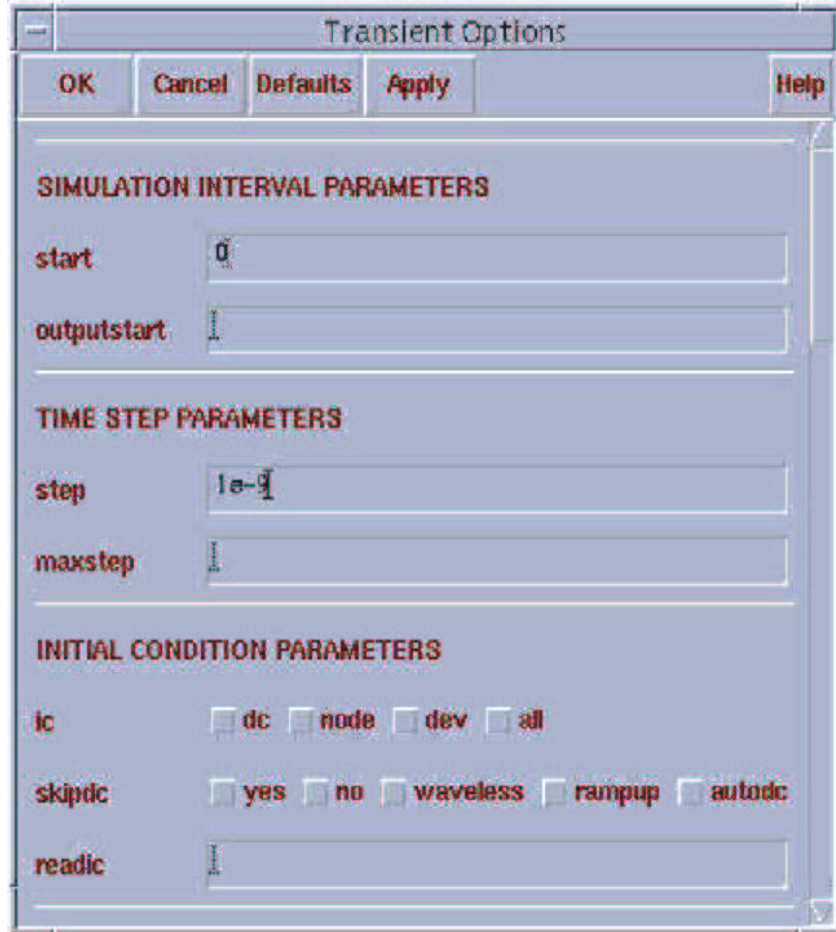 Transient Options
OK Cancel Defaults Apply Help
SIMULATION INTERVAL PARAMETERS
start 0
outputstart
TIME STEP PARAMETERS
step 1e-9
maxstep
INITIAL CONDITION PARAMETERS
ic dc node dev all
skipdc yes no waveless rampup autodc
readic